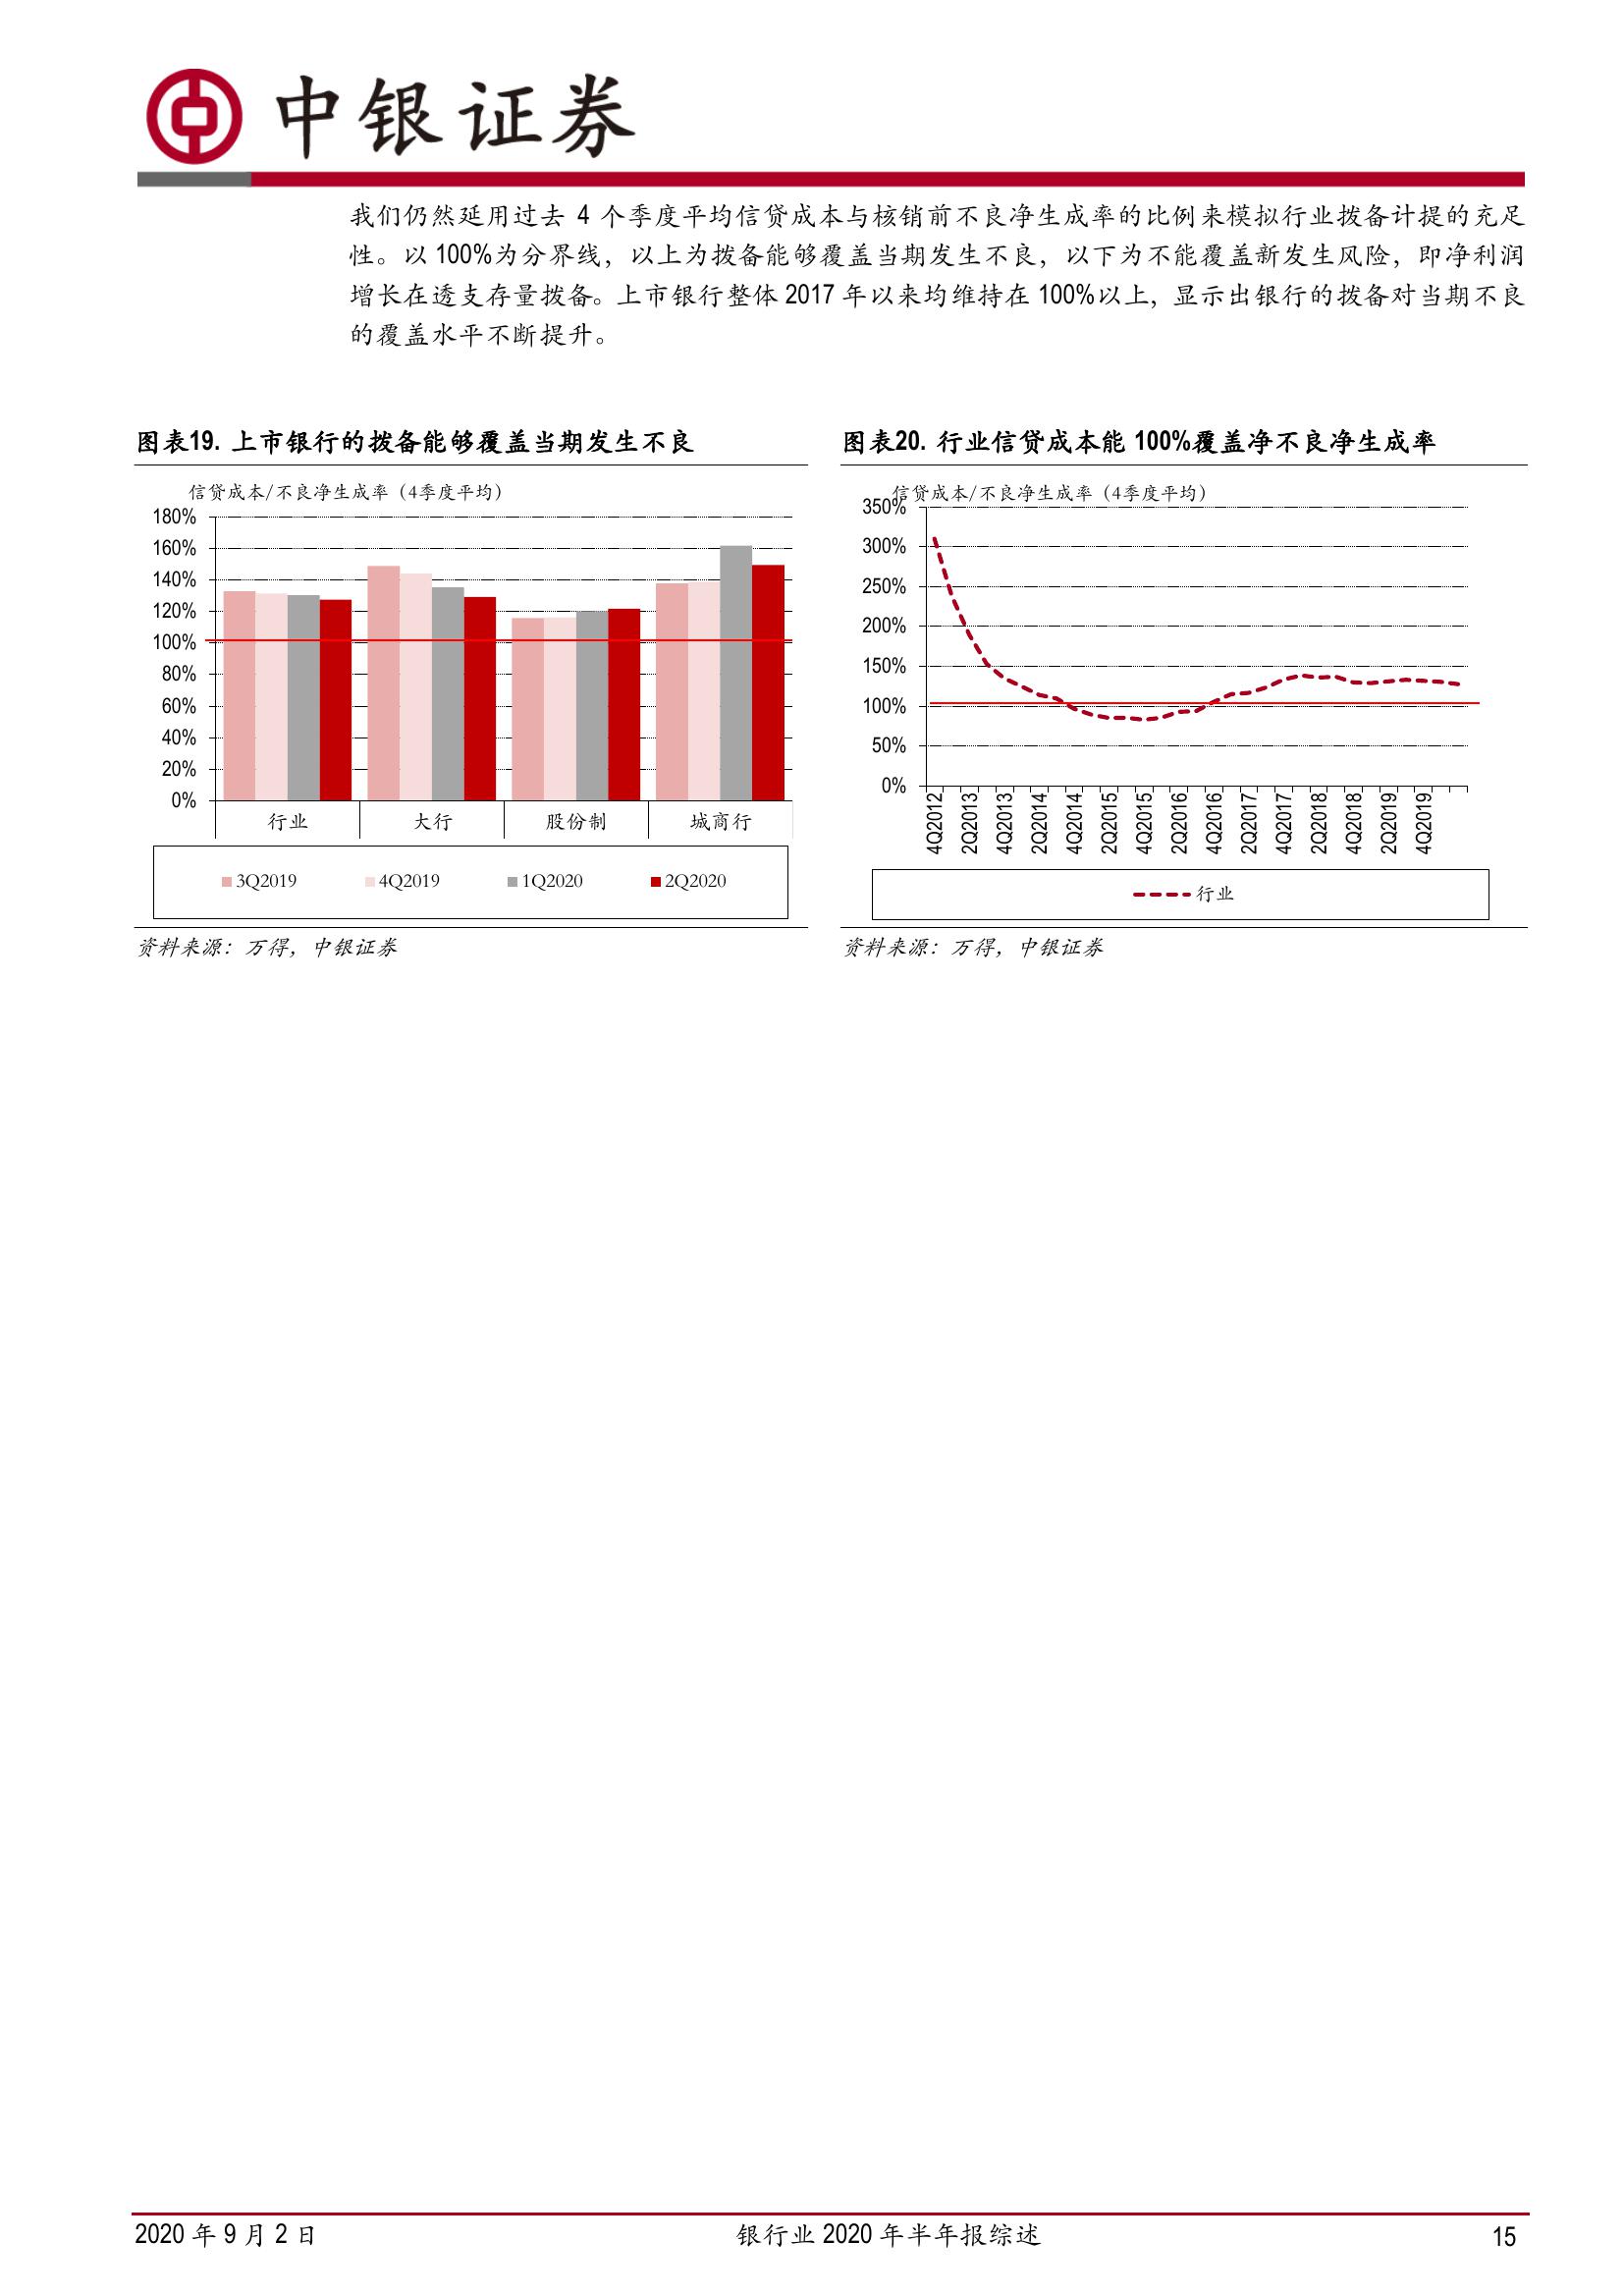 中银证券
我们仍然延用过去 4 个季度平均信贷成本与核销前不良净生成率的比例来模拟行业拨备计提的充足
性。以 100%为分界线，以上为拨备能够覆盖当期发生不良，以下为不能覆盖新发生风险，即净利润
增长在透支存量拨备。上市银行整体 2017 年以来均维持在 100%以上，显示出银行的拨备对当期不良
的覆盖水平不断提升。
图表19. 上市银行的拨备能够覆盖当期发生不良
信贷成本/不良净生成率（4季度平均）
180%
160%
140%
120%
100%
80%
60%
40%
20%
0%
行业 大行 股份制 城商行
3Q2019 4Q2019 1Q2020 2Q2020
资料来源：万得，中银证券
图表20. 行业信贷成本能 100%覆盖净不良净生成率
信贷成本/不良净生成率（4季度平均）
350%
300%
250%
200%
150%
100%
50%
0%
4Q2012 2Q2013 4Q2013 2Q2014 4Q2014 2Q2015 4Q2015 2Q2016 4Q2016 2Q2017 4Q2017 2Q2018 4Q2018 2Q2019 4Q2019
行业
资料来源：万得，中银证券
2020 年 9 月 2 日 银行业 2020 年半年报综述 15